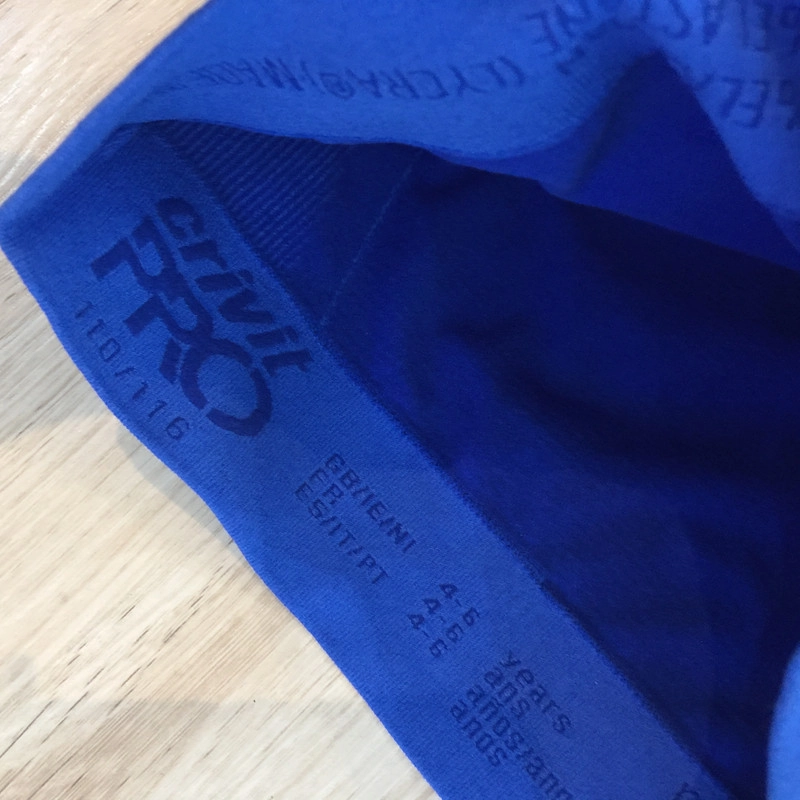 crivit
PRO
110/116
GB/IE/NI 4-6 years
FR 4-6 ans
ES/IT/PT 4-6 años/
anos
(LYCRA®) MADE